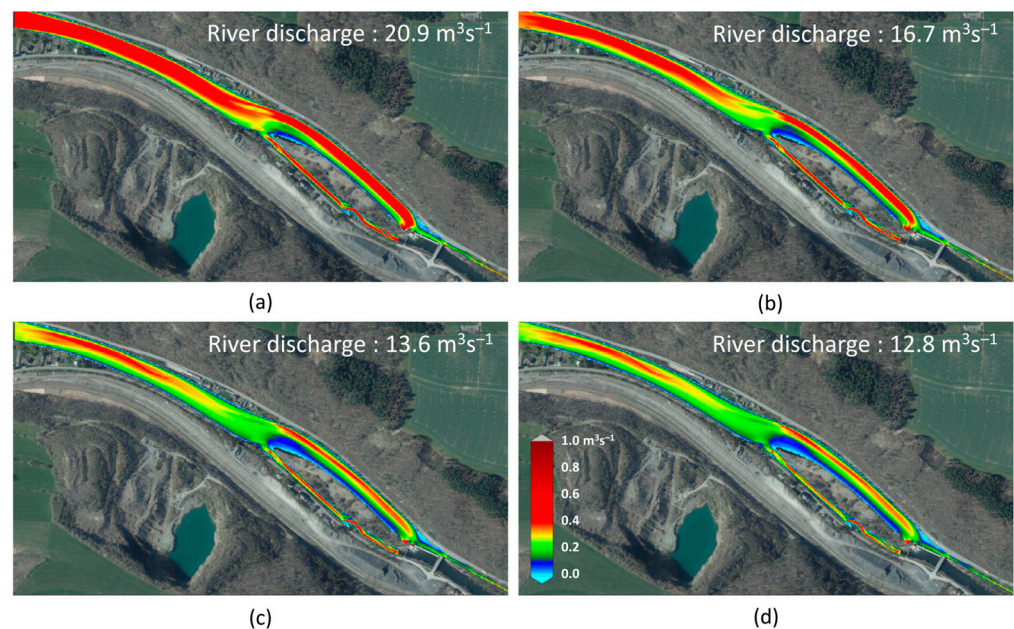 River discharge : 20.9 m³s⁻¹
River discharge : 16.7 m³s⁻¹
(a)
(b)
River discharge : 13.6 m³s⁻¹
River discharge : 12.8 m³s⁻¹
1.0 m³s⁻¹
0.8
0.6
0.4
0.2
0.0
(c)
(d)